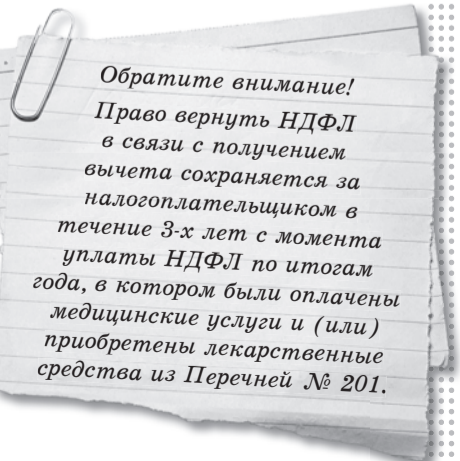 Обратите внимание!
Право вернуть НДФЛ
в связи с получением
вычета сохраняется за
налогоплательщиком в
течение 3-х лет с момента
уплаты НДФЛ по итогам
года, в котором были оплачены
медицинские услуги и (или)
приобретены лекарственные
средства из Перечней № 201.